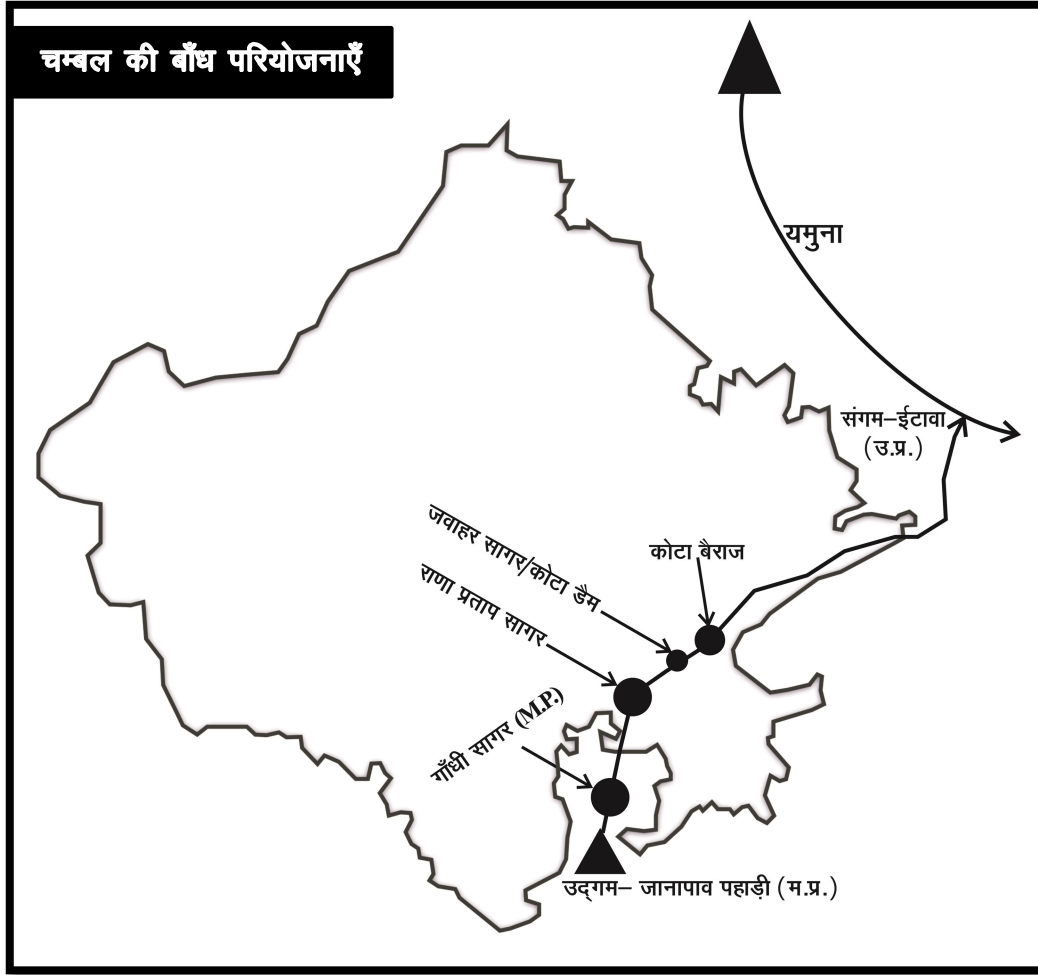 चम्बल की बाँध परियोजनाएँ
यमुना
संगम–ईटावा
(उ.प्र.)
जवाहर सागर/कोटा डैम
कोटा बैराज
राणा प्रताप सागर
गाँधी सागर (M.P.)
उद्गम– जानापाव पहाड़ी (म.प्र.)